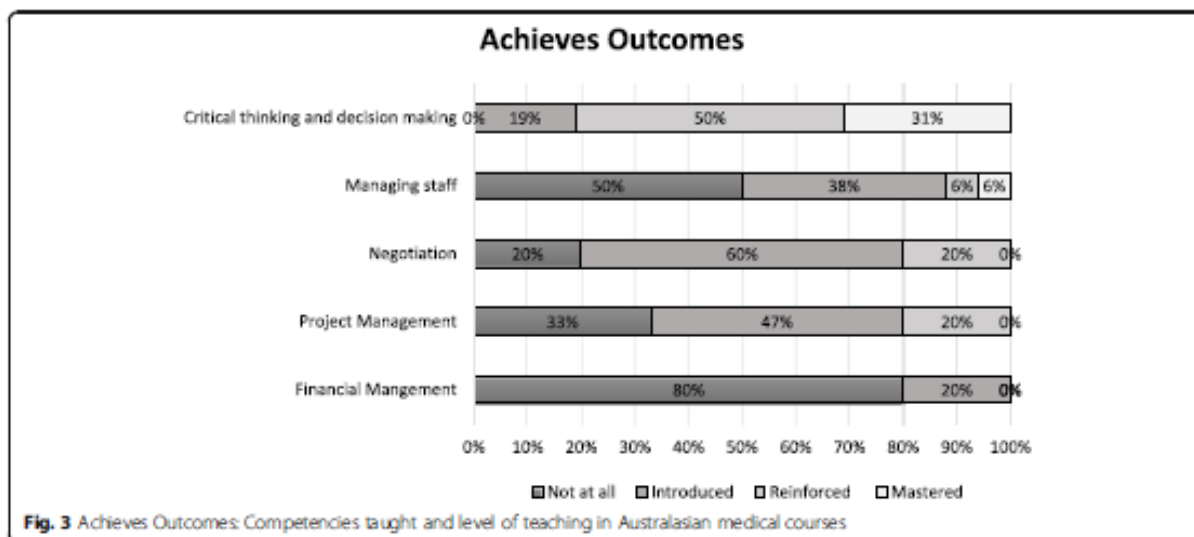 Achieves Outcomes
Critical thinking and decision making 0% 19% 50% 31%
Managing staff 50% 38% 6% 6%
Negotiation 20% 60% 20% 0%
Project Management 33% 47% 20% 0%
Financial Mangement 80% 20% 0%
0% 10% 20% 30% 40% 50% 60% 70% 80% 90% 100%
Not at all Introduced Reinforced Mastered
Fig. 3 Achieves Outcomes: Competencies taught and level of teaching in Australasian medical courses